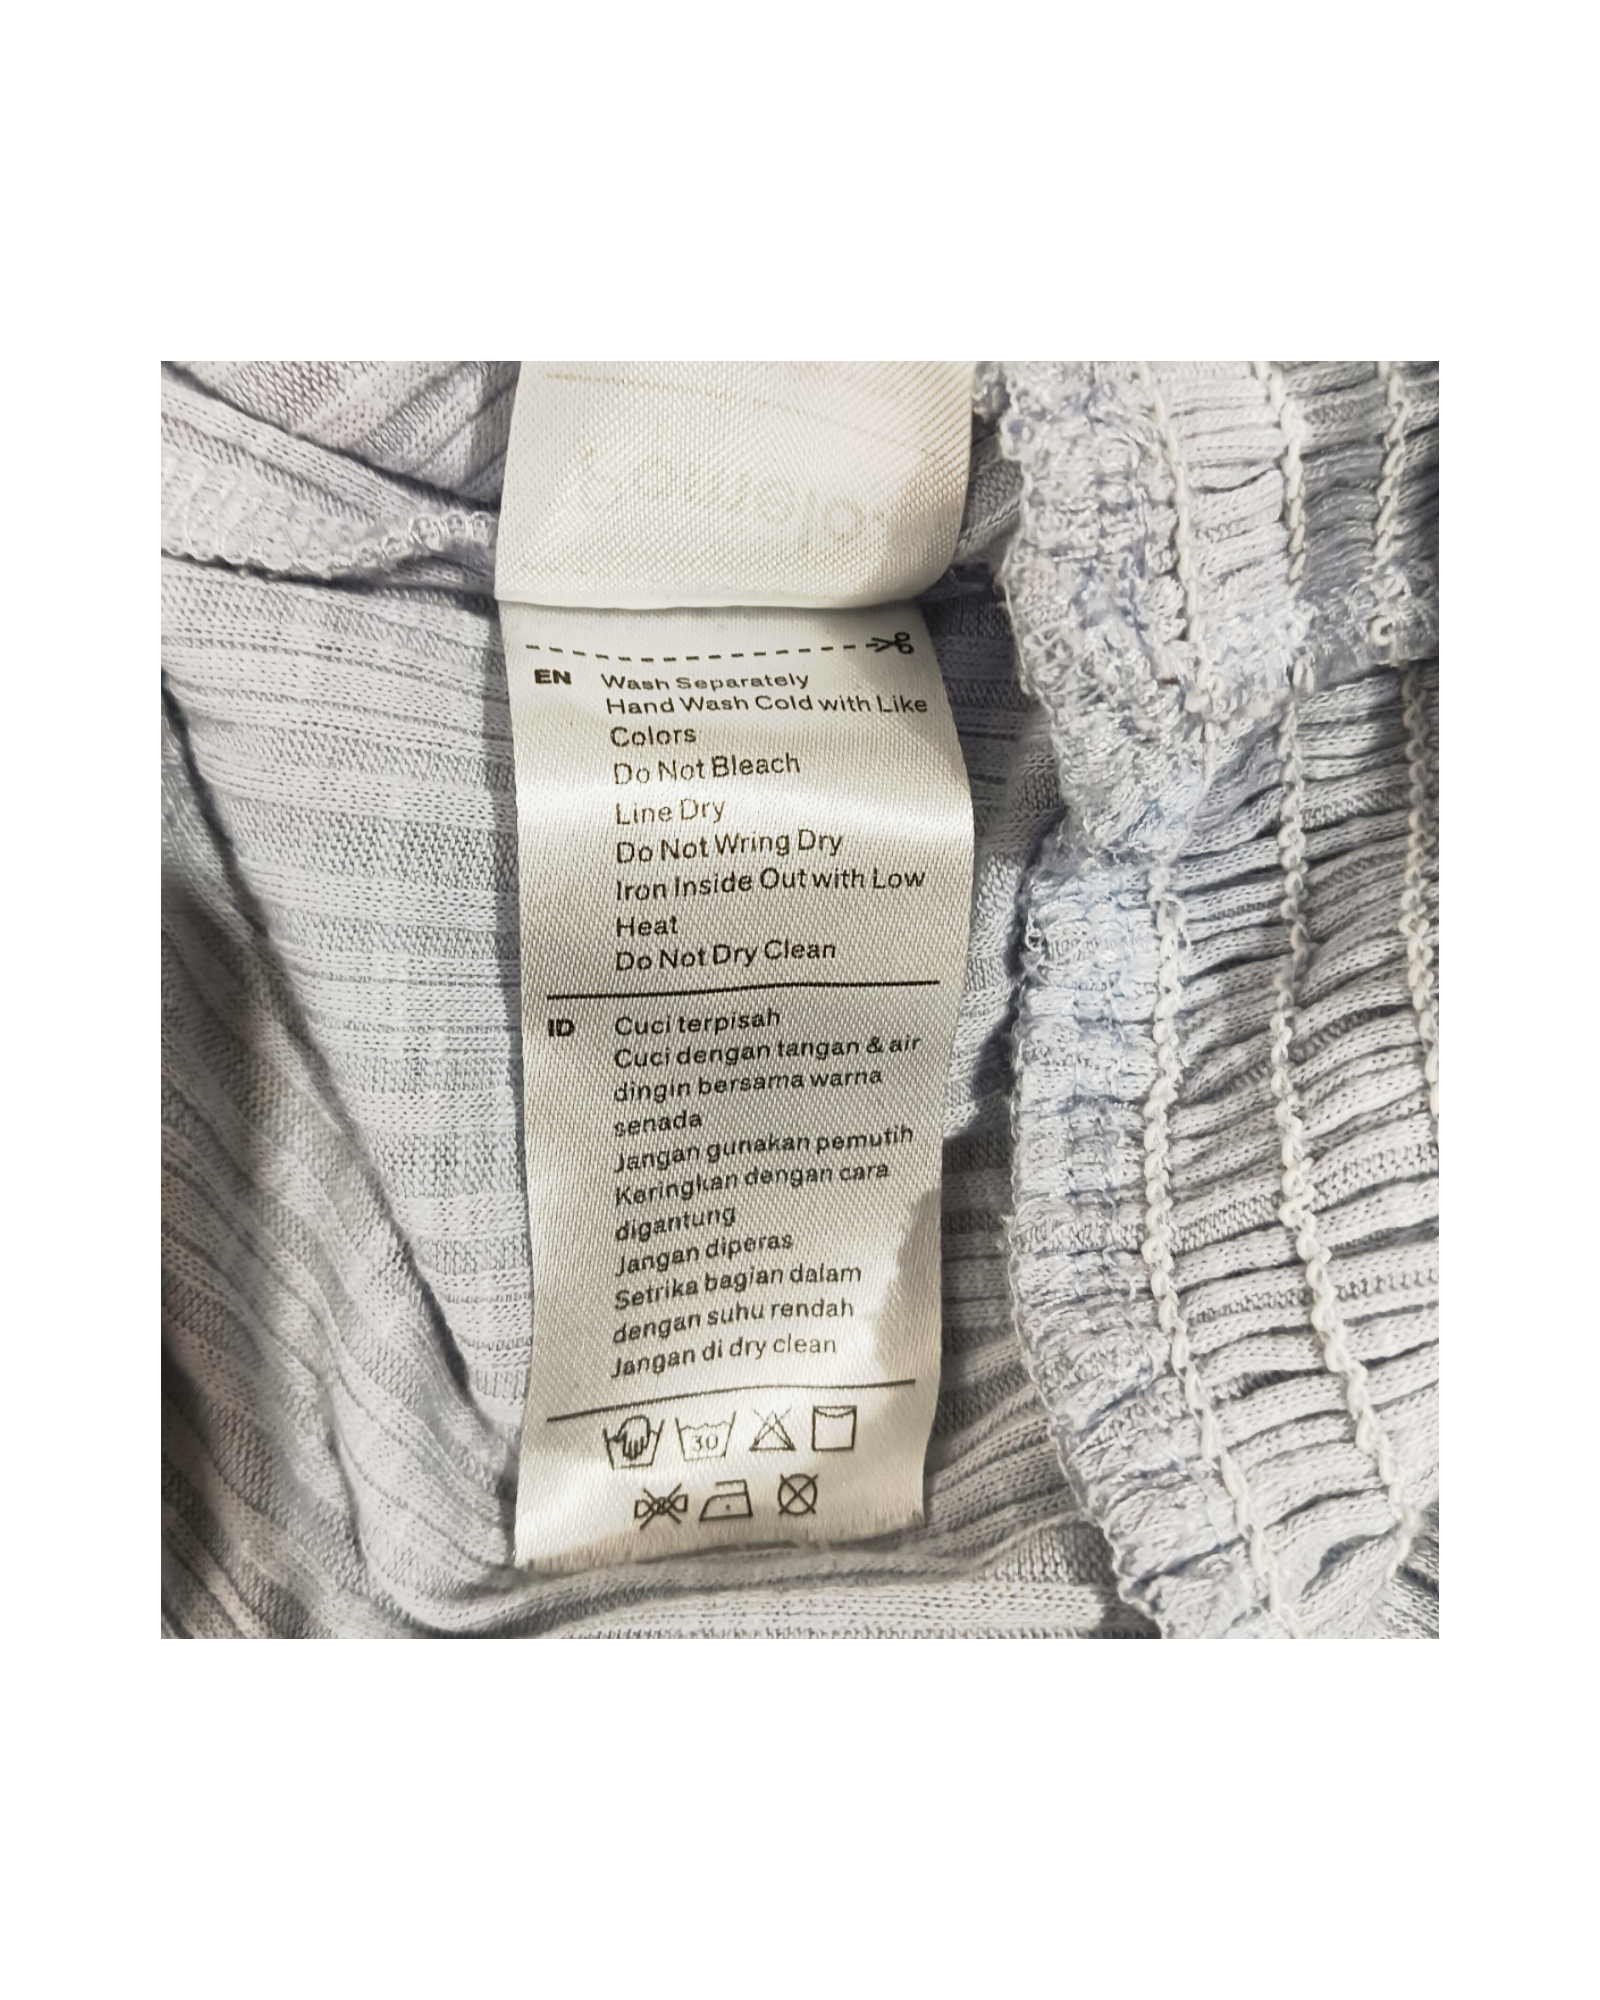 EN Wash Separately
Hand Wash Cold with Like
Colors
Do Not Bleach
Line Dry
Do Not Wring Dry
Iron Inside Out with Low
Heat
Do Not Dry Clean
ID Cuci terpisah
Cuci dengan tangan & air
dingin bersama warna
senada
Jangan gunakan pemutih
Keringkan dengan cara
digantung
Jangan diperas
Setrika bagian dalam
dengan suhu rendah
Jangan di dry clean
30